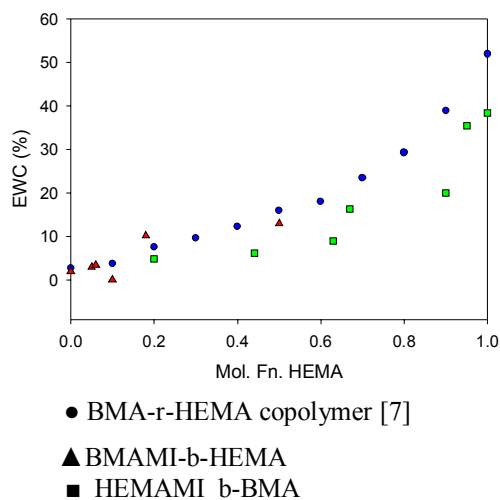 60
50
40
30
20
10
0
EWC (%)
0.0 0.2 0.4 0.6 0.8 1.0
Mol. Fn. HEMA
● BMA-r-HEMA copolymer [7]
▲ BMAMI-b-HEMA
■ HEMAMI b-BMA